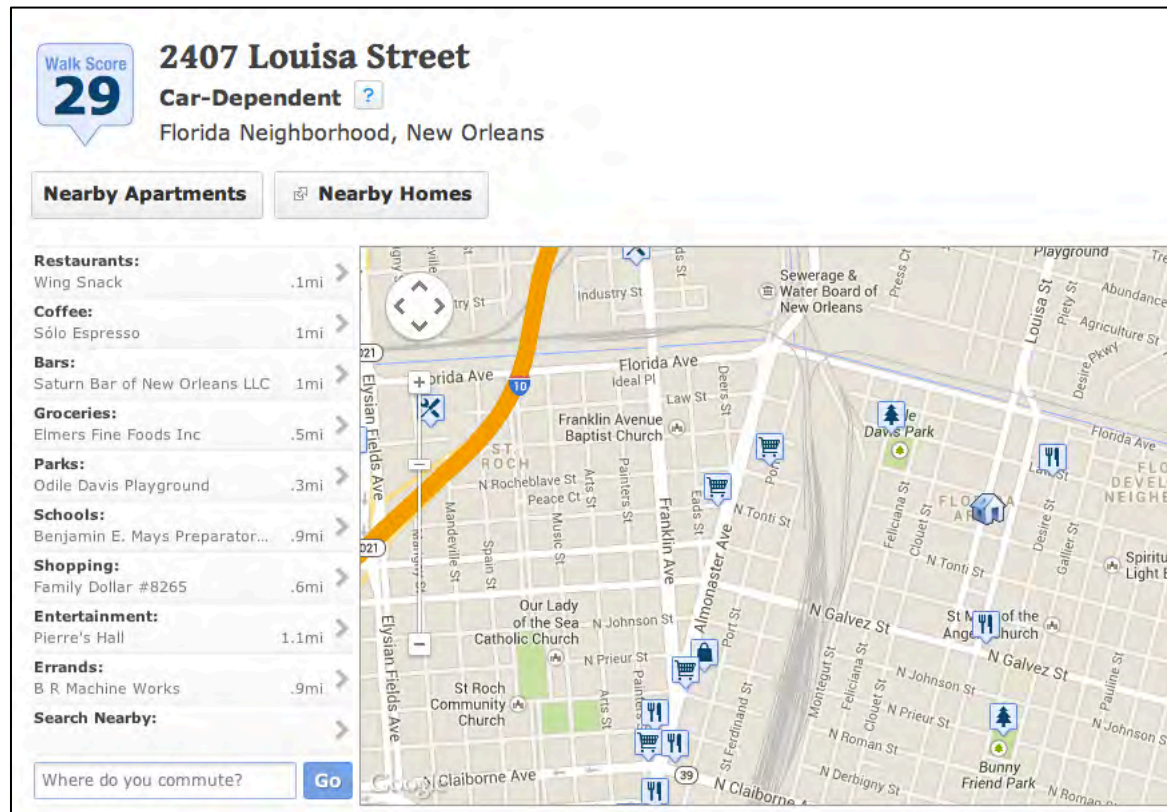 Walk Score
29
2407 Louisa Street
Car-Dependent ?
Florida Neighborhood, New Orleans
Nearby Apartments
Nearby Homes
Restaurants:
Wing Snack .1mi
Coffee:
Sólo Espresso 1mi
Bars:
Saturn Bar of New Orleans LLC 1mi
Groceries:
Elmers Fine Foods Inc .5mi
Parks:
Odile Davis Playground .3mi
Schools:
Benjamin E. Mays Preparator... .9mi
Shopping:
Family Dollar #8265 .6mi
Entertainment:
Pierre's Hall 1.1mi
Errands:
B R Machine Works .9mi
Search Nearby:
Where do you commute?
Go
Industry St
Sewerage &
Water Board of
New Orleans
Press Ct
Playground
Louisa St
Piety St
Abundance
Agriculture St
Desire Pkwy
Florida Ave
Ideal Pl
10
Law St
Deers St
Franklin Avenue
Baptist Church
ST.
ROCH
N Rocheblave St
Peace Ct
Arts St
Painters St
Music St
Spain St
Mandeville St
Elysian Fields Ave
Franklin Ave
Eads St
N Tonti St
Almonaster Ave
Port St
Davis Park
Florida Ave
Feliciana St
Clouet St
Desire St
Gallier St
N Tonti St
N Galvez St
N Galvez St
Our Lady
of the Sea
Catholic Church
N Johnson St
N Prieur St
St Roch
Community
Church
Arts St
Elysian Fields Ave
N Claiborne Ave
39
N Claiborne Ave
St Ferdinand St
Montegut St
Feliciana St
Clouet St
N Johnson St
N Prieur St
N Roman St
N Derbigny St
Bunny
Friend Park
Pauline St
N Johnson S
N Roman St